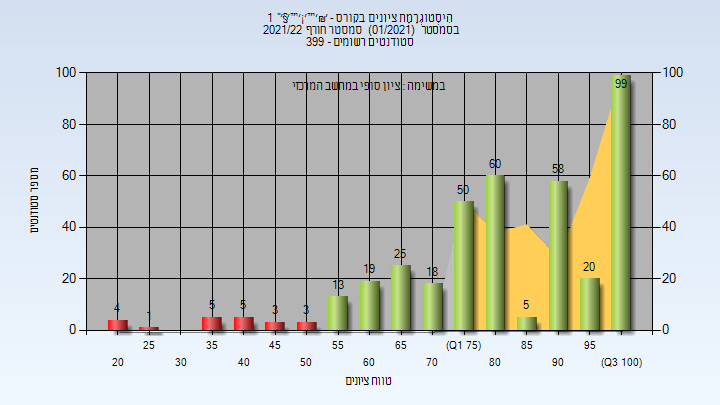 היסטוגרמת ציונים בקורס - 1
בסמסטר (01/2021) סמסטר חורף 2021/22
סטודנטים רשומים - 399
במשימה : ציון סופי במחשב המרכזי
מספר סטודנטים
100 100
80 80
60 60
40 40
20 20
0 0
4 1 5 5 3 3 13 19 25 18 50 60 5 58 20 99
25 35 45 55 65 (Q1 75) 85 95
20 30 40 50 60 70 80 90 (Q3 100)
טווח ציונים